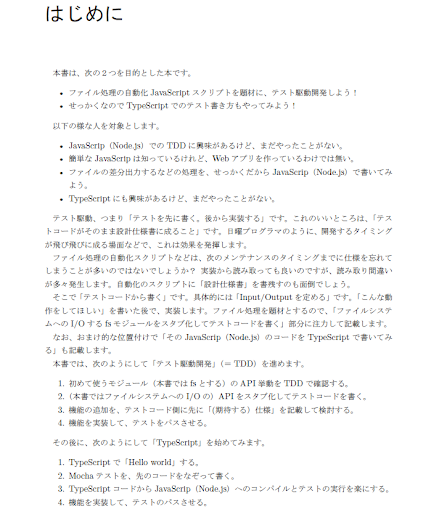 はじめに
本書は、次の２つを目的とした本です。
• ファイル処理の自動化 JavaScript スクリプトを題材に、テスト駆動開発しよう！
• せっかくなので TypeScript でのテスト書き方もやってみよう！
以下の様な人を対象とします。
• JavaScrip（Node.js）での TDD に興味があるけど、まだやったことがない。
• 簡単な JavaScrip は知っているけれど、Web アプリを作っているわけでは無い。
• ファイルの差分出力するなどの処理を、せっかくだから JavaScrip（Node.js）で書いてみ
よう。
• TypeScript にも興味があるけど、まだやったことがない。
テスト駆動、つまり「テストを先に書く、後から実装する」です。これのいいところは、「テス
トコードがそのまま設計仕様書に成ること」です。日曜プログラマのように、開発するタイミング
が飛び飛びに成る場面などで、これは効果を発揮します。
ファイル処理の自動化スクリプトなどは、次のメンテナンスのタイミングまでに仕様を忘れて
しまうことが多いのではないでしょうか？ 実装から読み取っても良いのですが、読み取り間違い
が多々発生します。自動化のスクリプトに「設計仕様書」を書残すのも面倒でしょう。
そこで「テストコードから書く」です。具体的には「Input/Output を定める」です。「こんな動
作をしてほしい」を書いた後で、実装します。ファイル処理を題材とするので、「ファイルシステ
ムへの I/O する fs モジュールをスタブ化してテストコードを書く」部分に注力して記載します。
なお、おまけ的な位置付けで「その JavaScrip（Node.js）のコードを TypeScript で書いてみ
る」も記載します。
本書では、次のようにして「テスト駆動開発」（= TDD）を進めます。
1. 初めて使うモジュール（本書では fs とする）の API 挙動を TDD で確認する。
2.（本書ではファイルシステムへの I/O の）API をスタブ化してテストコードを書く。
3. 機能の追加を、テストコード側に先に「（期待する）仕様」を記載して検討する。
4. 機能を実装して、テストをパスさせる。
その後に、次のようにして「TypeScript」を始めてみます。
1. TypeScript で「Hello world」する。
2. Mocha テストを、先のコードをなぞって書く。
3. TypeScript コードから JavaScrip（Node.js）へのコンパイルとテストの実行を楽にする。
4. 機能を実装して、テストのパスさせる。